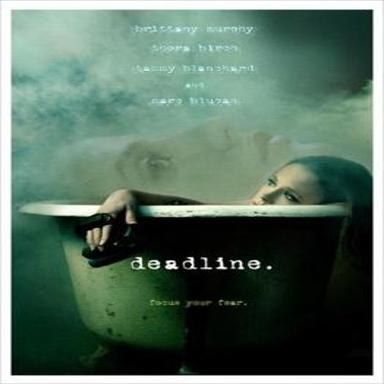 brittany murphy
thora birch
tammy blanchard
and
marc blucas
deadline.
focus your fear.